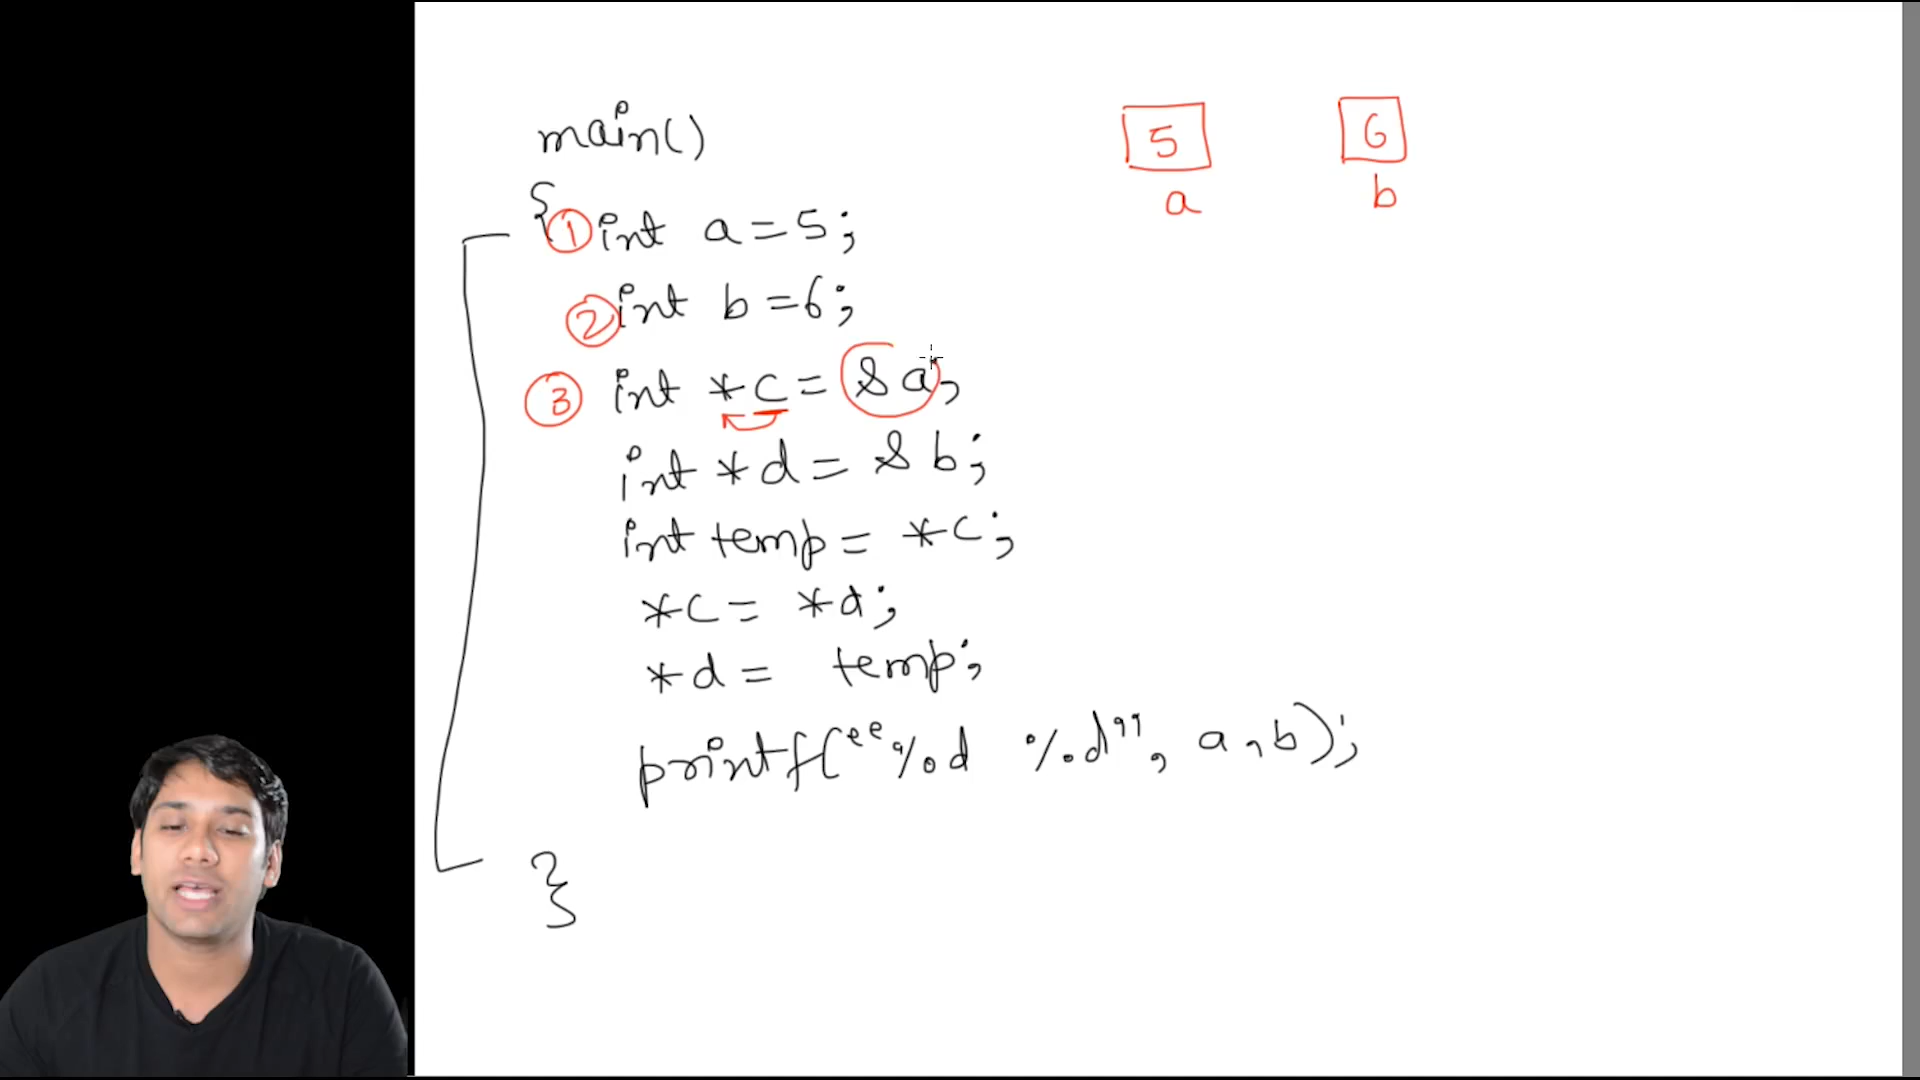 main()
{
① int a=5;
② int b=6;
③ int *c = &a;
int *d = &b;
int temp = *c;
*c = *d;
*d = temp;
printf("%d %d", a,b);
}
5 6
a b